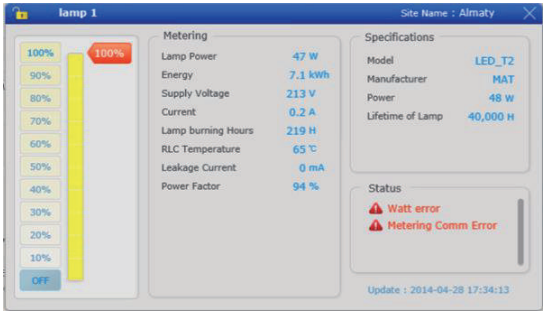 lamp 1
Site Name : Almaty
100%
90%
80%
70%
60%
50%
40%
30%
20%
10%
OFF
100%
Metering
Lamp Power 47 W
Energy 7.1 kWh
Supply Voltage 213 V
Current 0.2 A
Lamp burning Hours 219 H
RLC Temperature 65 ℃
Leakage Current 0 mA
Power Factor 94 %
Specifications
Model LED_T2
Manufacturer MAT
Power 48 W
Lifetime of Lamp 40,000 H
Status
Watt error
Metering Comm Error
Update : 2014-04-28 17:34:13